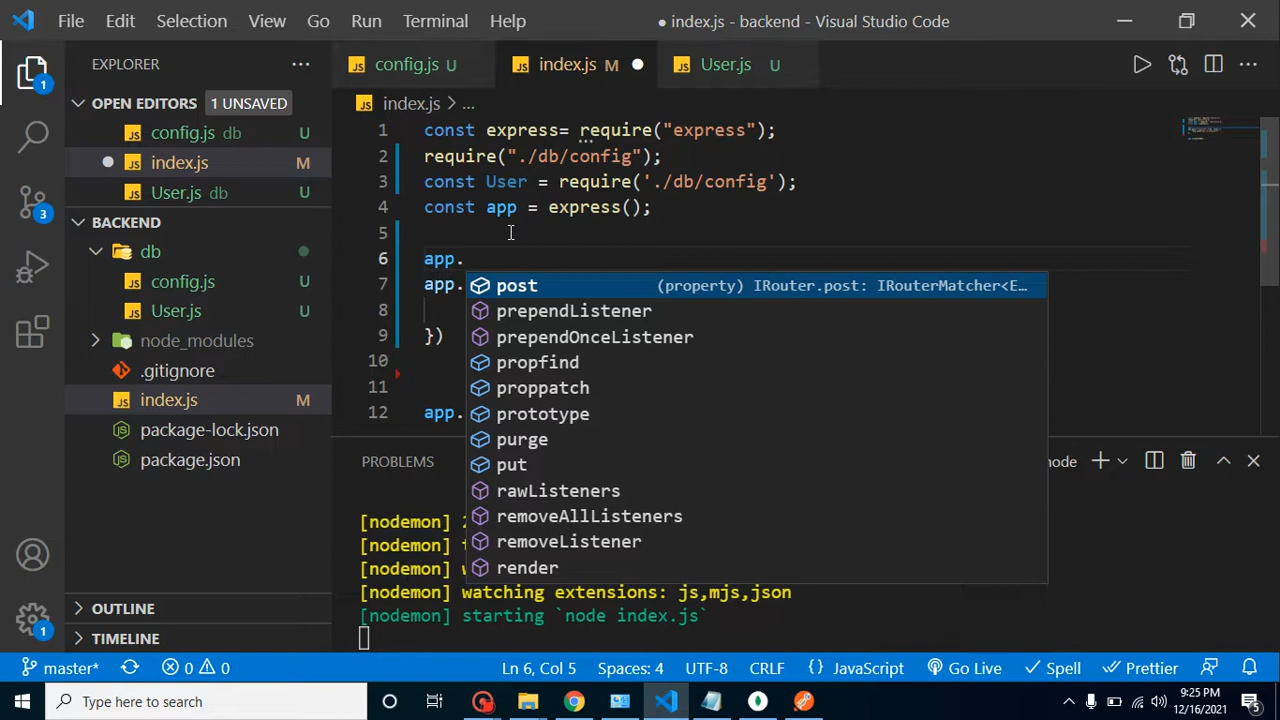 File Edit Selection View Go Run Terminal Help ● index.js - backend - Visual Studio Code
EXPLORER ···
config.js U index.js M User.js U
OPEN EDITORS 1 UNSAVED
config.js db U
index.js M
User.js db U
BACKEND
db
config.js U
User.js U
node_modules
.gitignore
index.js M
package-lock.json
package.json
OUTLINE
TIMELINE
1
3
1
index.js > ...
1 const express= require("express");
2 require("./db/config");
3 const User = require('./db/config');
4 const app = express();
5
6 app.
7 app.
8
9 })
10
11
12 app.
post (property) IRouter.post: IRouterMatcher<E…
prependListener
prependOnceListener
propfind
proppatch
prototype
purge
put
rawListeners
removeAllListeners
removeListener
render
PROBLEMS
[nodemon]
[nodemon]
[nodemon]
[nodemon] watching extensions: js,mjs,json
[nodemon] starting `node index.js`
master* 0 0 Ln 6, Col 5 Spaces: 4 UTF-8 CRLF {} JavaScript Go Live Spell Prettier
Type here to search
9:25 PM
12/16/2021
5